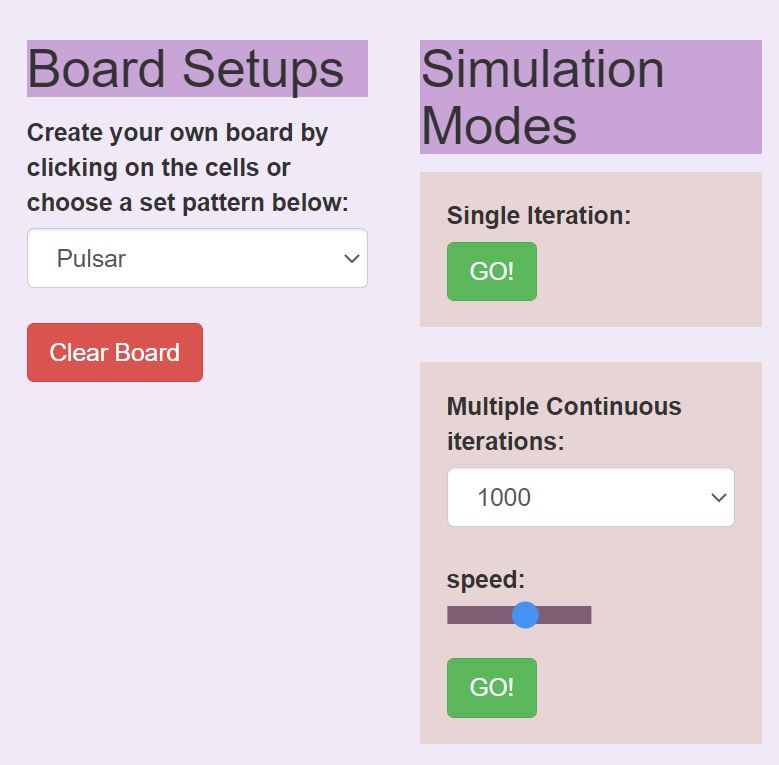 Board Setups
Create your own board by
clicking on the cells or
choose a set pattern below:
Pulsar
Clear Board
Simulation
Modes
Single Iteration:
GO!
Multiple Continuous
iterations:
1000
speed:
GO!